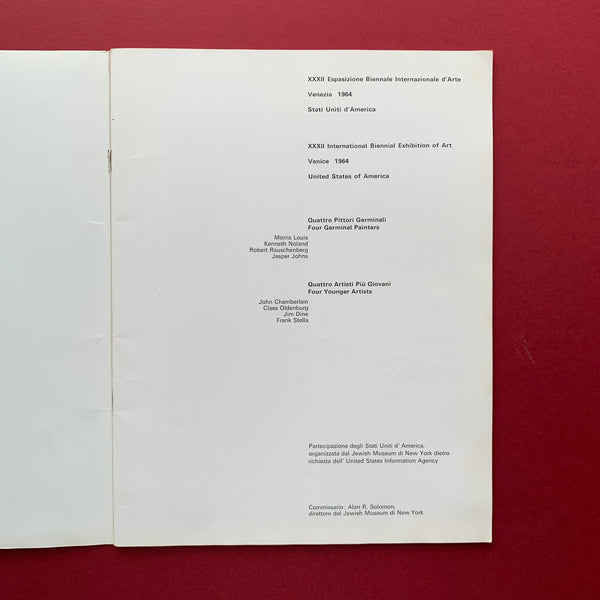 XXXII Espasizione Biennale Internazionale d'Arte
Venezia 1964
Stati Uniti d'America
XXXII International Biennial Exhibition of Art
Venice 1964
United States of America
Quattro Pittori Germinali
Four Germinal Painters
Morris Louis
Kenneth Noland
Robert Rauschenberg
Jasper Johns
Quattro Artisti Più Giovani
Four Younger Artists
John Chamberlain
Claes Oldenburg
Jim Dine
Frank Stella
Partecipazione degli Stati Uniti d'America,
organizzata dal Jewish Museum di New York dietro
richiesta dell' United States Information Agency
Commissario: Alan R. Solomon,
direttore del Jewish Museum di New York